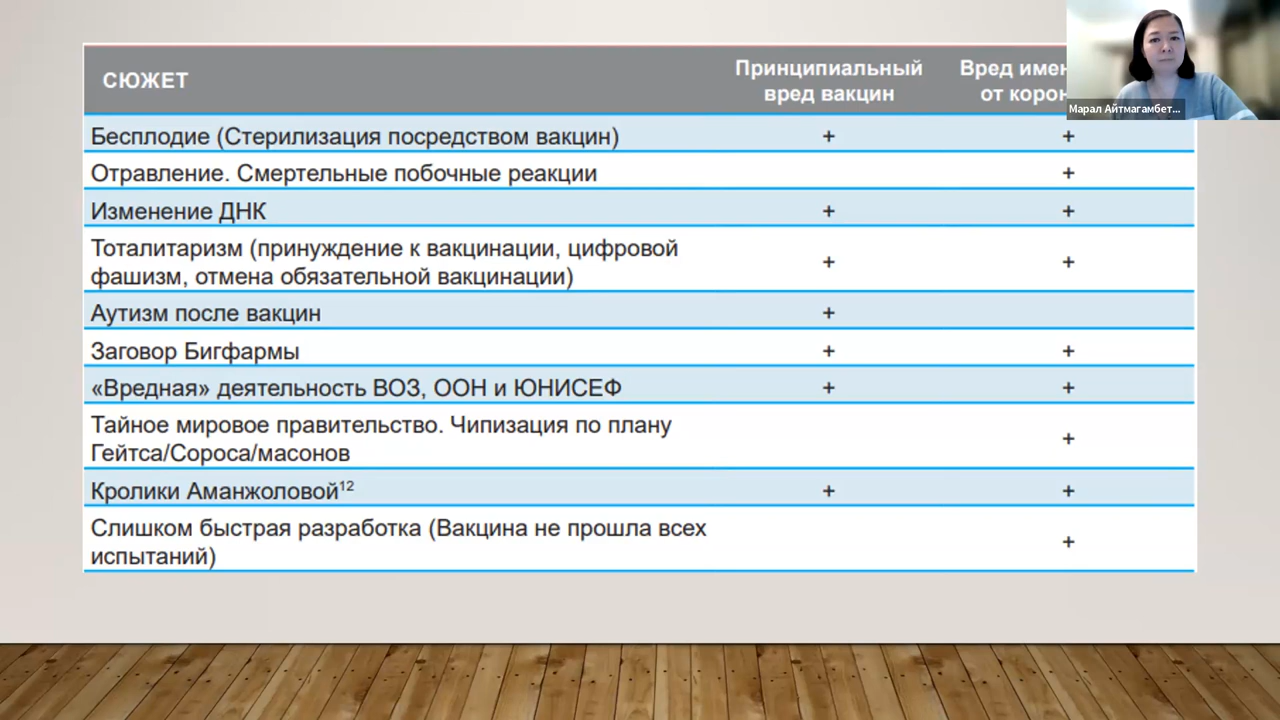 СЮЖЕТ
Принципиальный
вред вакцин
Вред
от
Марал Айтмагамбет...
Бесплодие (Стерилизация посредством вакцин) + +
Отравление. Смертельные побочные реакции +
Изменение ДНК + +
Тоталитаризм (принуждение к вакцинации, цифровой
фашизм, отмена обязательной вакцинации) + +
Аутизм после вакцин +
Заговор Бигфармы + +
«Вредная» деятельность ВОЗ, ООН и ЮНИСЕФ + +
Тайное мировое правительство. Чипизация по плану
Гейтса/Сороса/масонов +
Кролики Аманжоловой¹² + +
Слишком быстрая разработка (Вакцина не прошла всех
испытаний) +